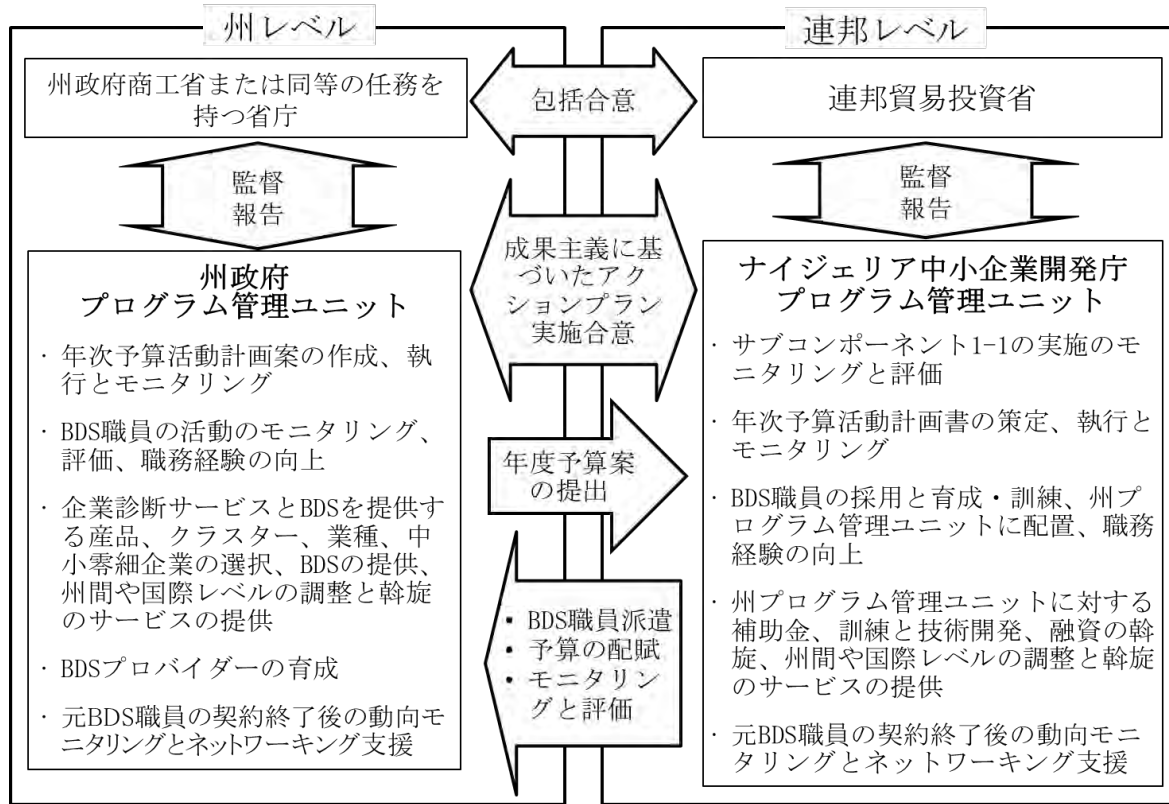 州レベル
州政府商工省または同等の任務を
持つ省庁
監督
報告
州政府
プログラム管理ユニット
· 年次予算活動計画案の作成、執
行とモニタリング
· BDS職員の活動のモニタリング、
評価、職務経験の向上
· 企業診断サービスとBDSを提供す
る産品、クラスター、業種、中
小零細企業の選択、BDSの提供、
州間や国際レベルの調整と斡旋
のサービスの提供
· BDSプロバイダーの育成
· 元BDS職員の契約終了後の動向モ
ニタリングとネットワーキング支援
包括合意
成果主義に基
づいたアク
ションプラン
実施合意
年度予算案
の提出
• BDS職員派遣
• 予算の配賦
• モニタリン
グと評価
連邦レベル
連邦貿易投資省
監督
報告
ナイジェリア中小企業開発庁
プログラム管理ユニット
· サブコンポーネント1-1の実施のモ
ニタリングと評価
· 年次予算活動計画書の策定、執行と
モニタリング
· BDS職員の採用と育成・訓練、州プ
ログラム管理ユニットに配置、職務
経験の向上
· 州プログラム管理ユニットに対する
補助金、訓練と技術開発、融資の斡
旋、州間や国際レベルの調整と斡旋
のサービスの提供
· 元BDS職員の契約終了後の動向モニ
タリングとネットワーキング支援